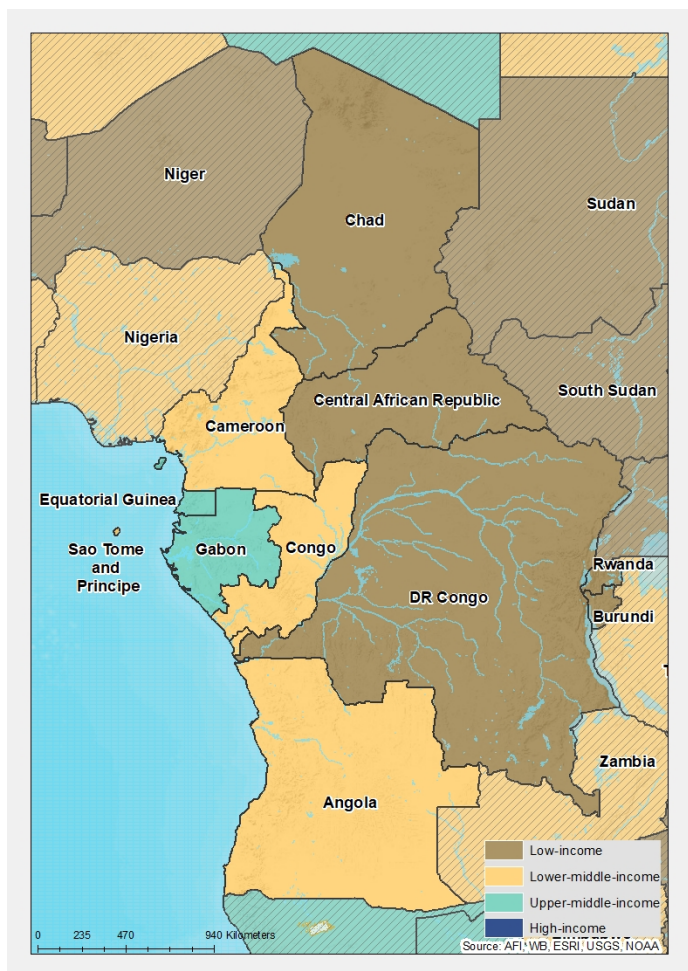 Niger
Chad
Sudan
Nigeria
South Sudan
Central African Republic
Cameroon
Equatorial Guinea
Sao Tome
and
Principe
Gabon
Congo
DR Congo
Rwanda
Burundi
Zambia
Angola
Low-income
Lower-middle-income
Upper-middle-income
High-income
0 235 470 940 Kilometers
Source: AFI, WB, ESRI, USGS, NOAA